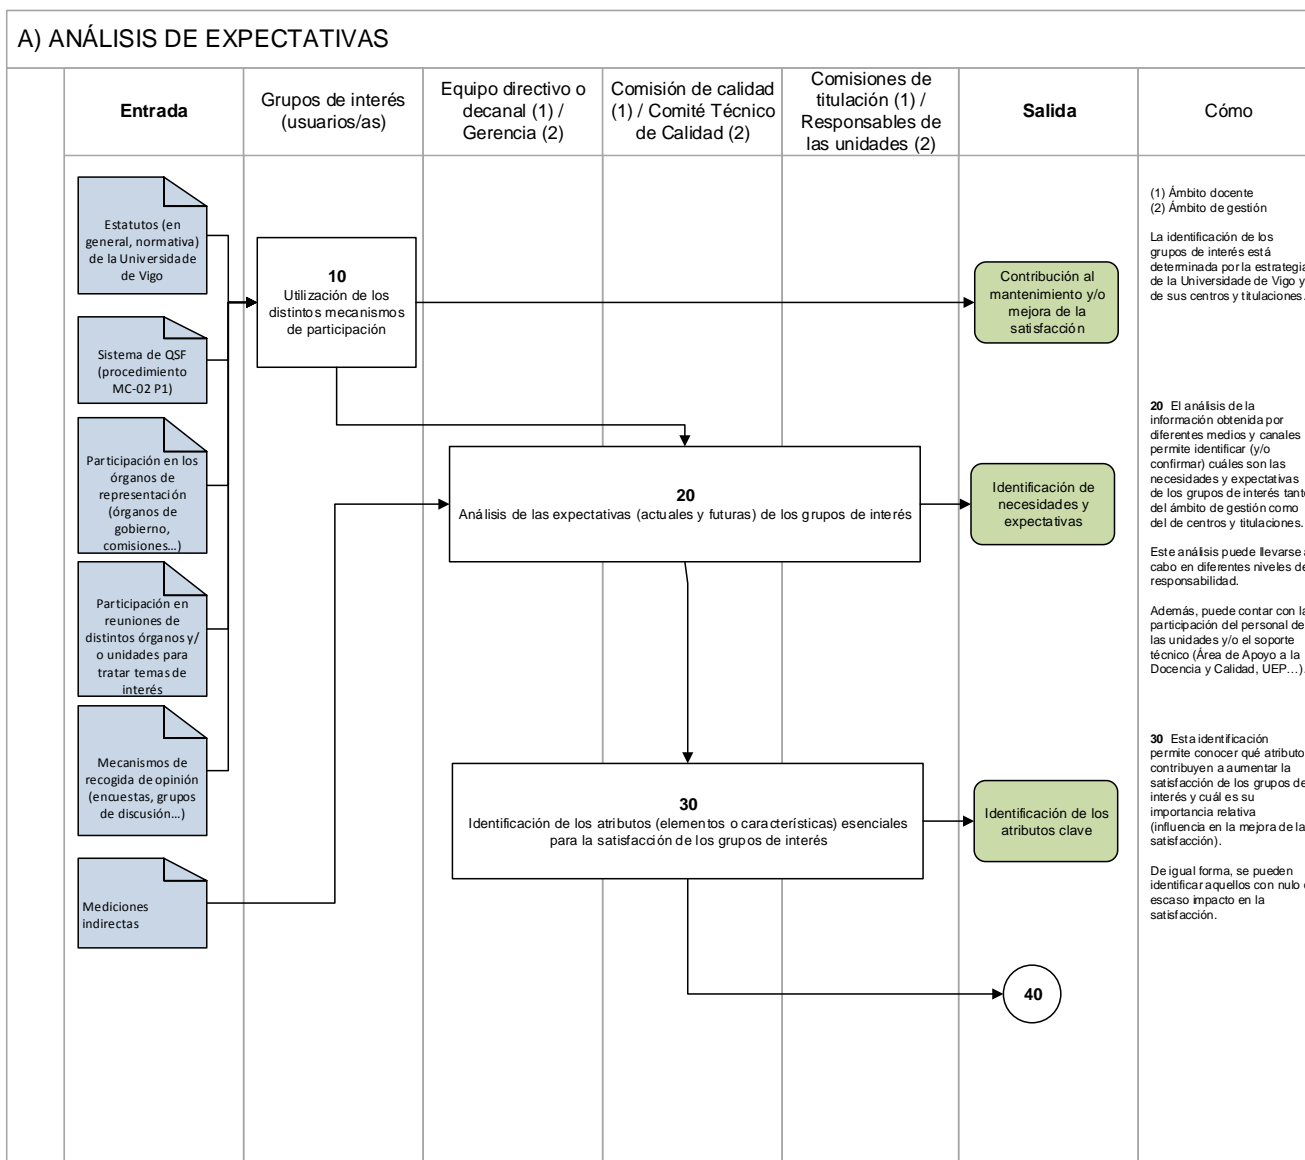 A) ANÁLISIS DE EXPECTATIVAS
Entrada
Grupos de interés
(usuarios/as)
Equipo directivo o
decanal (1) /
Gerencia (2)
Comisión de calidad
(1) / Comité Técnico
de Calidad (2)
Comisiones de
titulación (1) /
Responsables de
las unidades (2)
Salida
Cómo
Estatutos (en
general, normativa)
de la Universidade
de Vigo
Sistema de QSF
(procedimiento
MC-02 P1)
Participación en los
órganos de
representación
(órganos de
gobierno,
comisiones...)
Participación en
reuniones de
distintos órganos y/
o unidades para
tratar temas de
interés
Mecanismos de
recogida de opinión
(encuestas, grupos
de discusión...)
Mediciones
indirectas
10
Utilización de los
distintos mecanismos
de participación
20
Análisis de las expectativas (actuales y futuras) de los grupos de interés
30
Identificación de los atributos (elementos o características) esenciales
para la satisfacción de los grupos de interés
Contribución al
mantenimiento y/o
mejora de la
satisfacción
Identificación de
necesidades y
expectativas
Identificación de los
atributos clave
40
(1) Ámbito docente
(2) Ámbito de gestión
La identificación de los
grupos de interés está
determinada por la estrategia
de la Universidade de Vigo y
de sus centros y titulaciones.
20 El análisis de la
información obtenida por
diferentes medios y canales
permite identificar (y/o
confirmar) cuáles son las
necesidades y expectativas
de los grupos de interés tant
del ámbito de gestión como
del de centros y titulaciones.
Este análisis puede llevarse
cabo en diferentes niveles de
responsabilidad.
Además, puede contar con la
participación del personal de
las unidades y/o el soporte
técnico (Área de Apoyo a la
Docencia y Calidad, UEP...)
30 Esta identificación
permite conocer qué atributo
contribuyen a aumentar la
satisfacción de los grupos de
interés y cuál es su
importancia relativa
(influencia en la mejora de la
satisfacción).
De igual forma, se pueden
identificar aquellos con nulo
escaso impacto en la
satisfacción.